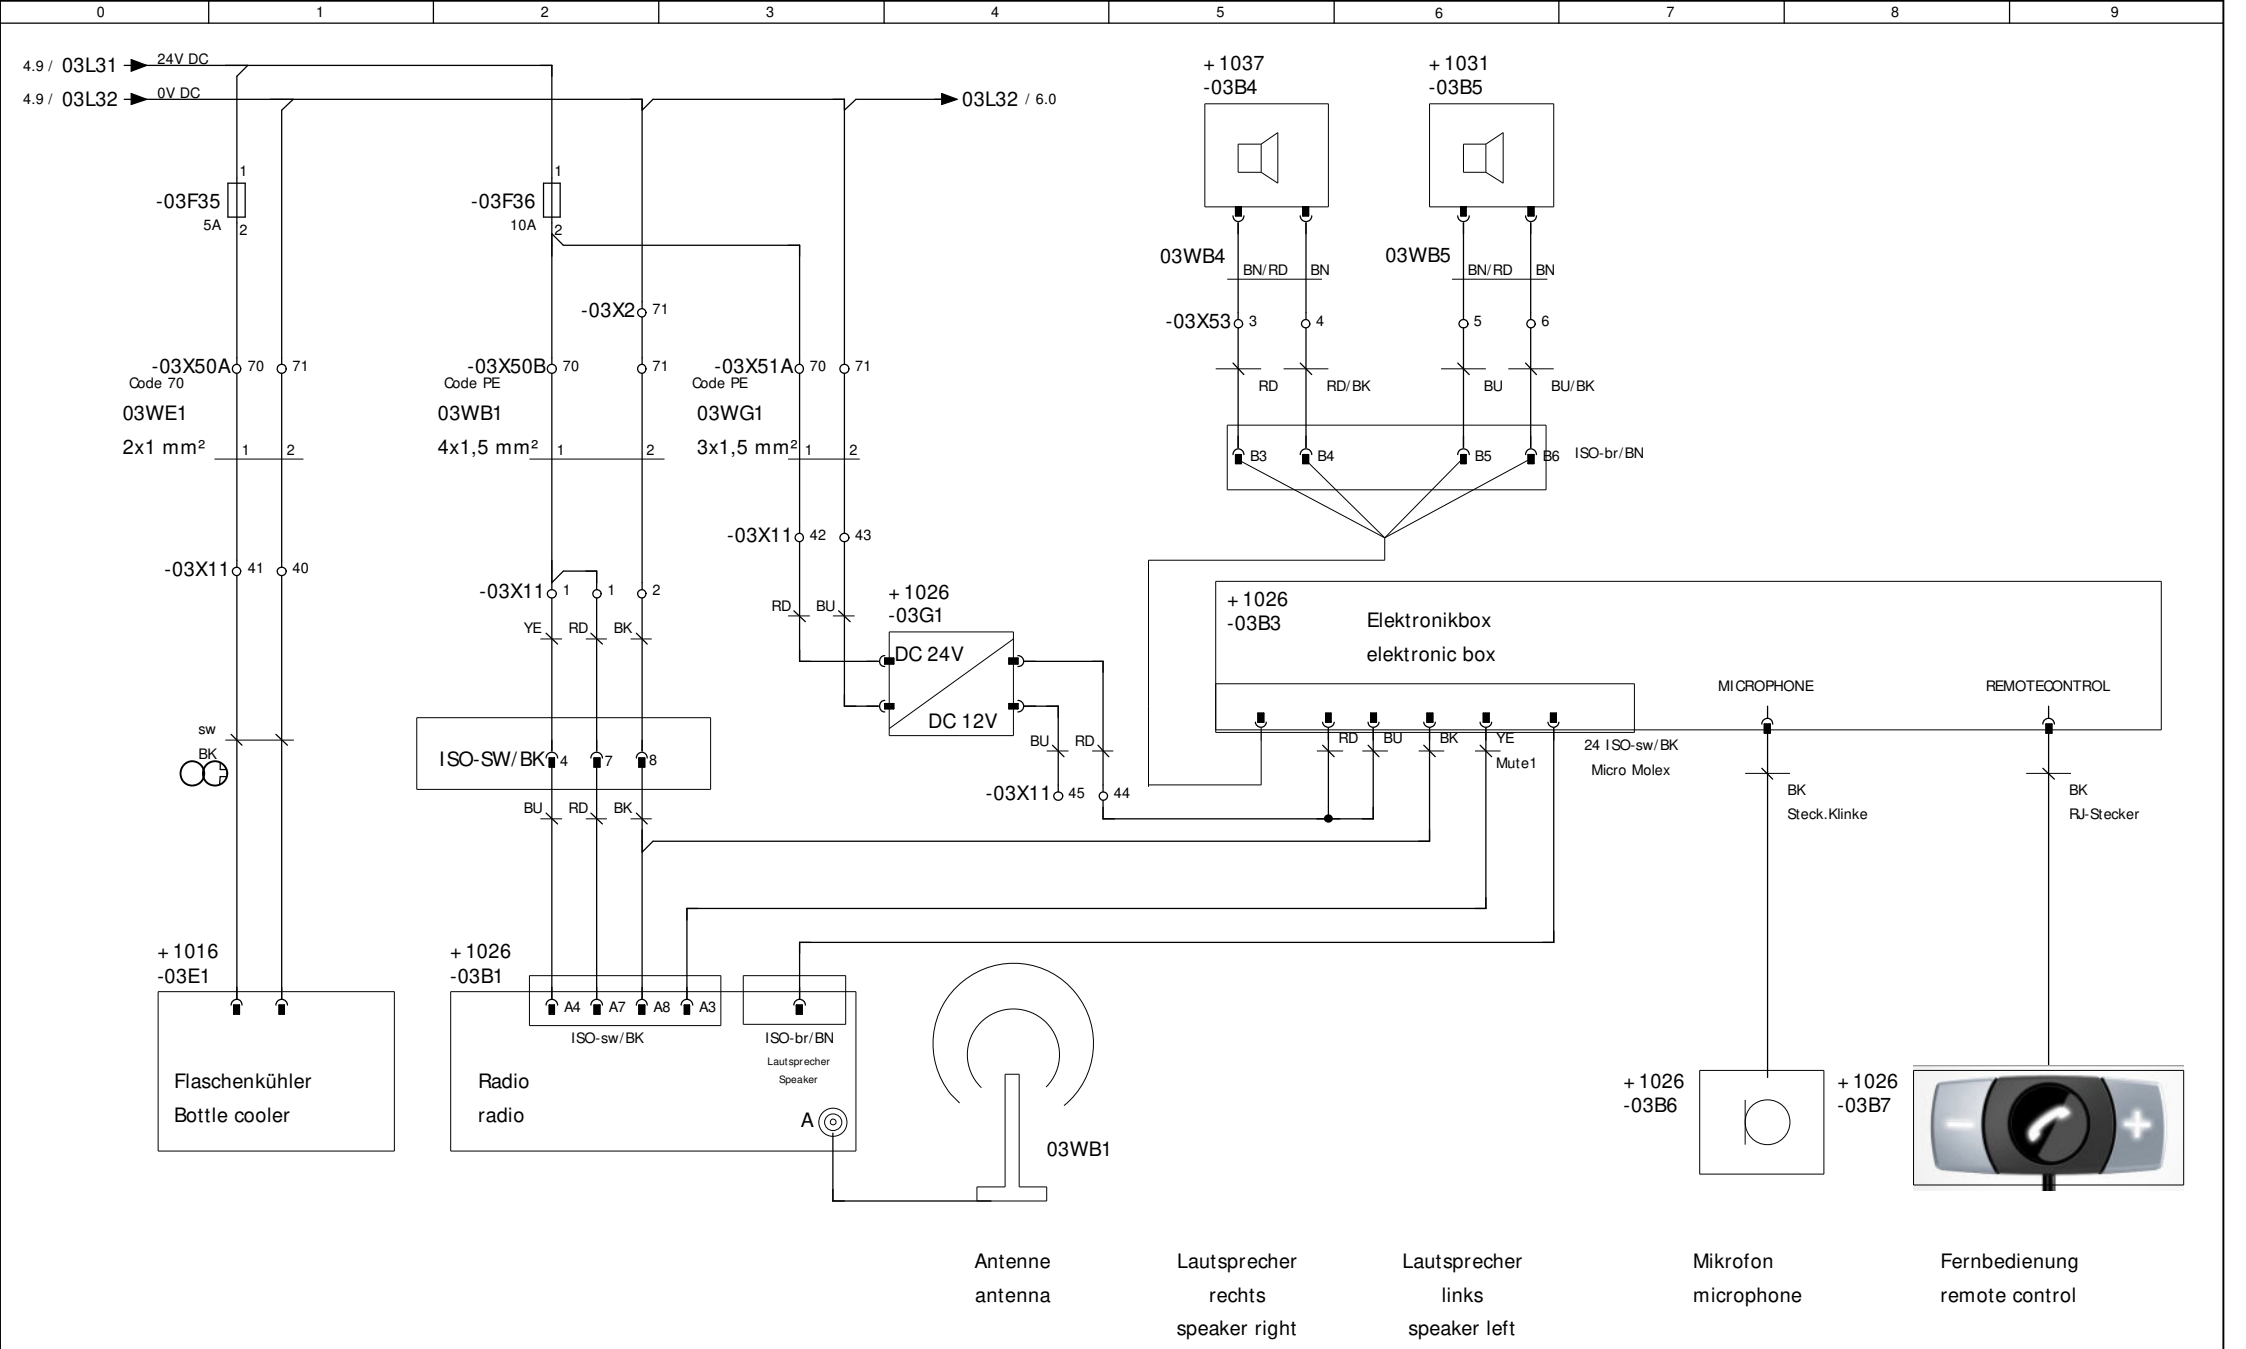 0 1 2 3 4 5 6 7 8 9
4.9 / 03L31 24V DC
4.9 / 03L32 0V DC
03L32 / 6.0
+1037
-03B4
+1031
-03B5
1
-03F35
5A
2
1
-03F36
10A
2
03WB4
BN/RD BN
03WB5
BN/RD BN
-03X2 71
-03X53 3 4 5 6
-03X50A 70 71
Code 70
03WE1
2x1 mm² 1 2
-03X50B 70 71
Code PE
03WB1
4x1,5 mm² 1 2
-03X51A 70 71
Code PE
03WG1
3x1,5 mm² 1 2
RD RD/BK BU BU/BK
B3 B4 B5 B6 ISO-br/BN
-03X11 42 43
-03X11 41 40
-03X11 1 1 2
YE RD BK
RD BU
+1026
-03G1
DC 24V
DC 12V
+1026
-03B3
Elektronikbox
elektronic box
MICROPHONE
REMOTECONTROL
sw
BK
ISO-SW/BK 4 7 8
BU RD BK
BU RD
-03X11 45 44
RD BU BK YE
Mute1
24 ISO-sw/BK
Micro Molex
BK
Steck.Klinke
BK
RJ-Stecker
+1016
-03E1
Flaschenkühler
Bottle cooler
+1026
-03B1
A4 A7 A8 A3
ISO-sw/BK
ISO-br/BN
Lautsprecher
Speaker
Radio
radio
A
03WB1
+1026
-03B6
+1026
-03B7
Antenne
antenna
Lautsprecher
rechts
speaker right
Lautsprecher
links
speaker left
Mikrofon
microphone
Fernbedienung
remote control